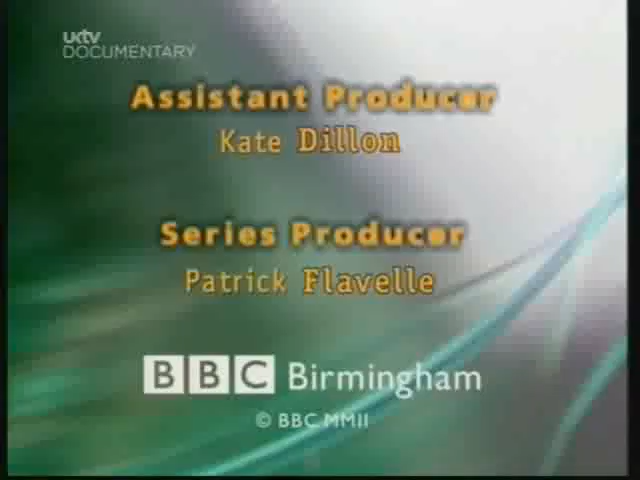 uktv
DOCUMENTARY
Assistant Producer
Kate Dillon
Series Producer
Patrick Flavelle
BBC Birmingham
© BBC MMII